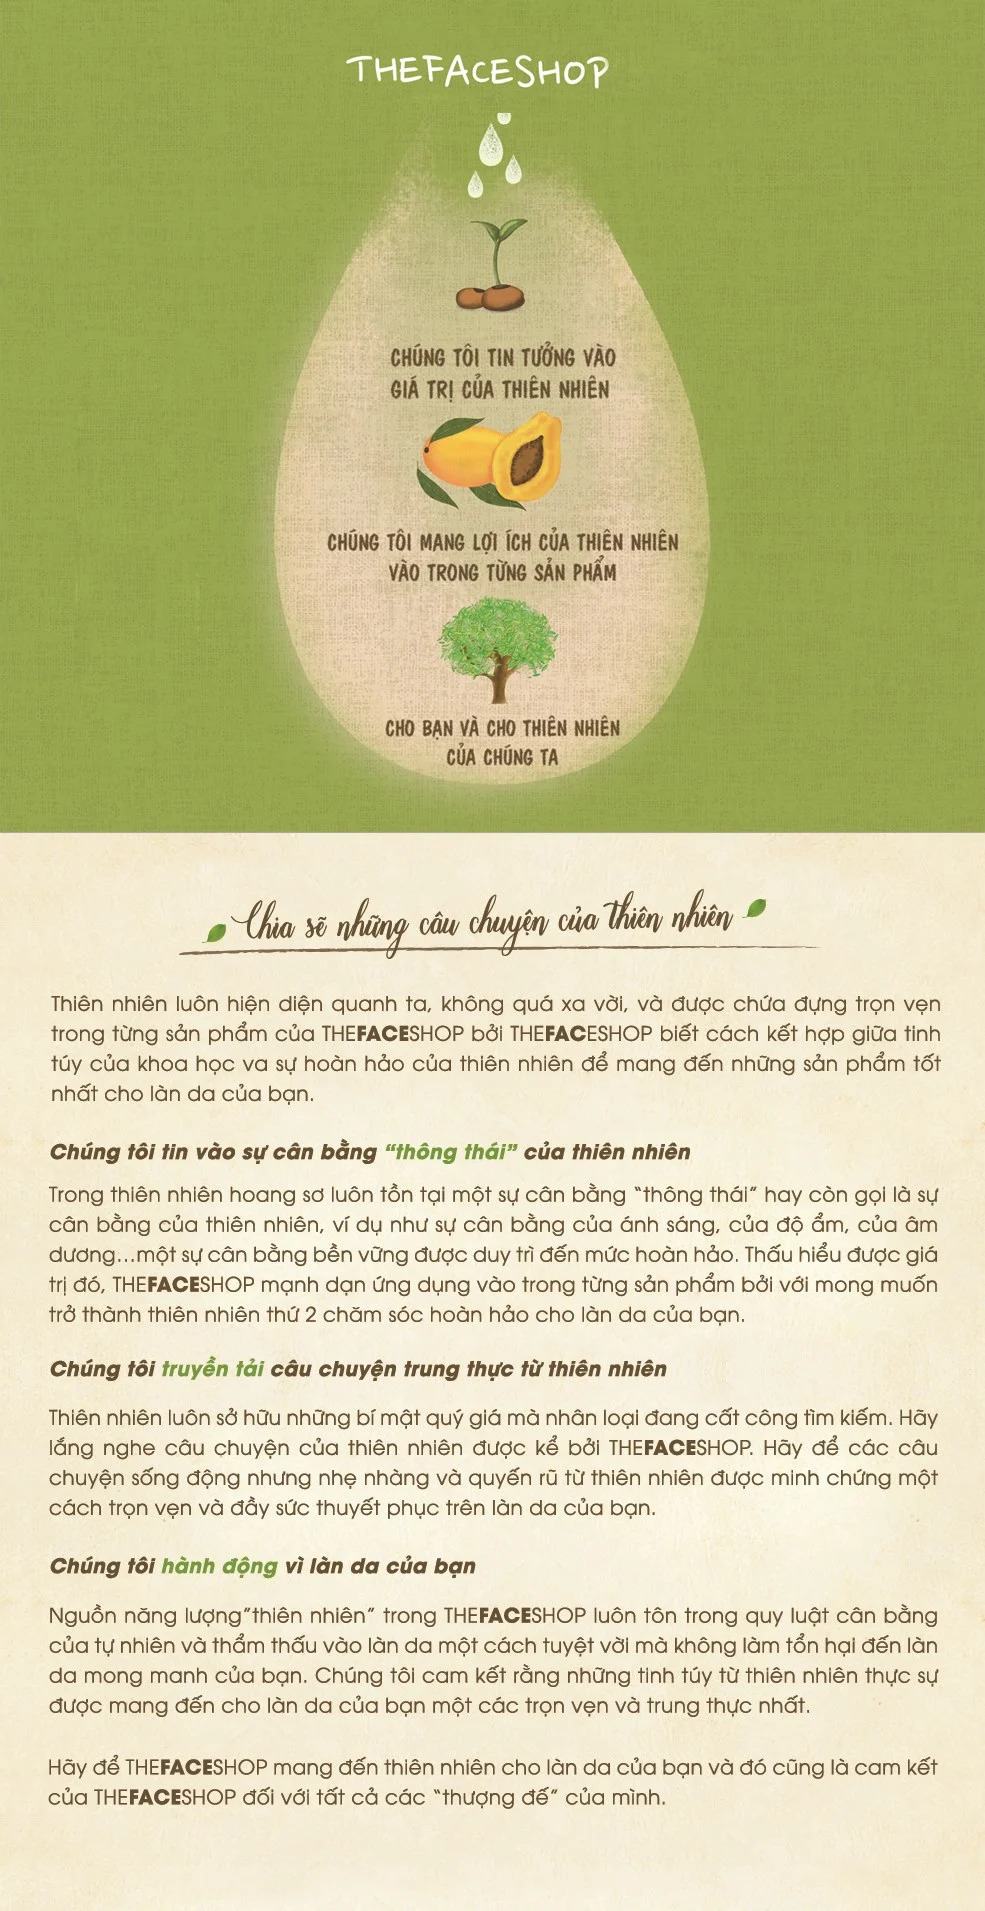 THEFACESHOP
CHÚNG TÔI TIN TƯỞNG VÀO
GIÁ TRỊ CỦA THIÊN NHIÊN
CHÚNG TÔI MANG LỢI ÍCH CỦA THIÊN NHIÊN
VÀO TRONG TỪNG SẢN PHẨM
CHO BẠN VÀ CHO THIÊN NHIÊN
CỦA CHÚNG TA
Chia sẽ những câu chuyện của thiên nhiên
Thiên nhiên luôn hiện diện quanh ta, không quá xa vời, và được chứa đựng trọn vẹn
trong từng sản phẩm của THEFACESHOP bởi THEFACESHOP biết cách kết hợp giữa tinh
túy của khoa học va sự hoàn hảo của thiên nhiên để mang đến những sản phẩm tốt
nhất cho làn da của bạn.
Chúng tôi tin vào sự cân bằng “thông thái” của thiên nhiên
Trong thiên nhiên hoang sơ luôn tồn tại một sự cân bằng “thông thái” hay còn gọi là sự
cân bằng của thiên nhiên, ví dụ như sự cân bằng của ánh sáng, của độ ẩm, của âm
dương...một sự cân bằng bền vững được duy trì đến mức hoàn hảo. Thấu hiểu được giá
trị đó, THEFACESHOP mạnh dạn ứng dụng vào trong từng sản phẩm bởi với mong muốn
trở thành thiên nhiên thứ 2 chăm sóc hoàn hảo cho làn da của bạn.
Chúng tôi truyền tải câu chuyện trung thực từ thiên nhiên
Thiên nhiên luôn sở hữu những bí mật quý giá mà nhân loại đang cất công tìm kiếm. Hãy
lắng nghe câu chuyện của thiên nhiên được kể bởi THEFACESHOP. Hãy để các câu
chuyện sống động nhưng nhẹ nhàng và quyến rũ từ thiên nhiên được minh chứng một
cách trọn vẹn và đầy sức thuyết phục trên làn da của bạn.
Chúng tôi hành động vì làn da của bạn
Nguồn năng lượng”thiên nhiên” trong THEFACESHOP luôn tôn trong quy luật cân bằng
của tự nhiên và thẩm thấu vào làn da một cách tuyệt vời mà không làm tổn hại đến làn
da mong manh của bạn. Chúng tôi cam kết rằng những tinh túy từ thiên nhiên thực sự
được mang đến cho làn da của bạn một các trọn vẹn và trung thực nhất.
Hãy để THEFACESHOP mang đến thiên nhiên cho làn da của bạn và đó cũng là cam kết
của THEFACESHOP đối với tất cả các “thượng đế” của mình.